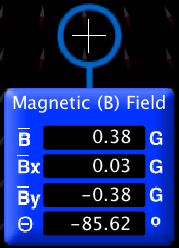 Magnetic (B) Field
B̅ 0.38 G
B̅x 0.03 G
B̅y -0.38 G
Θ -85.62 º